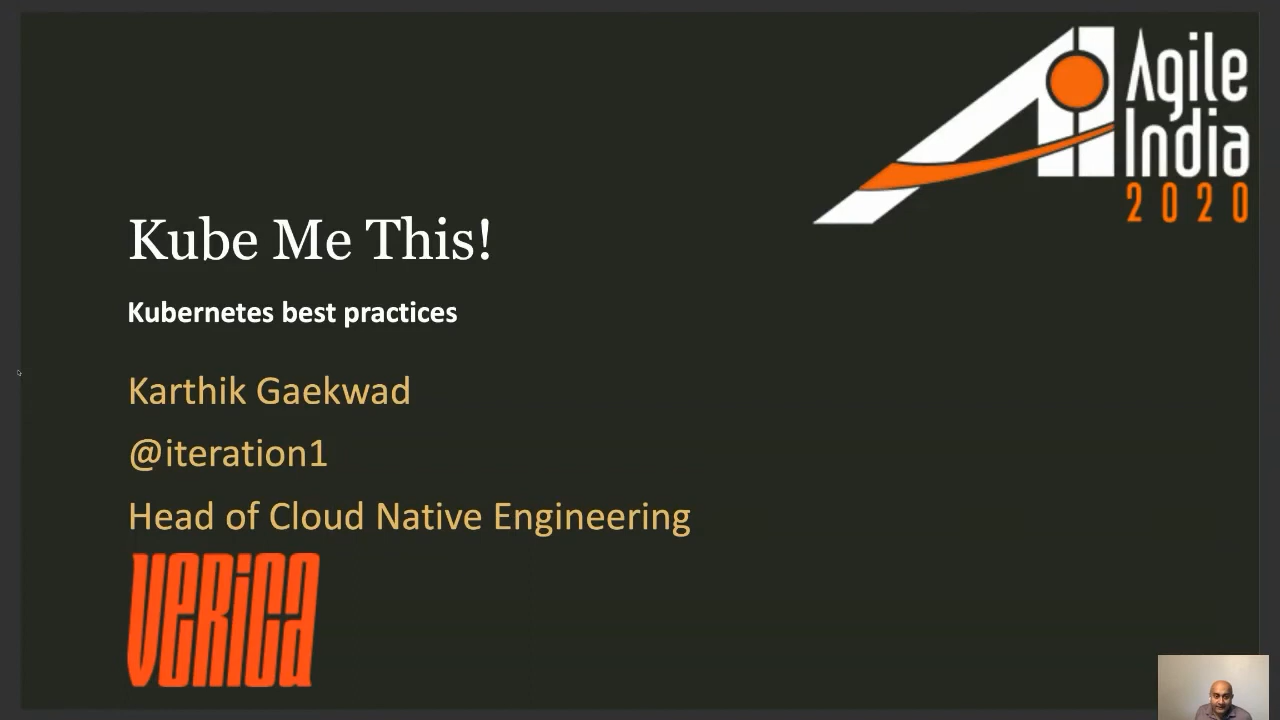 Agile
India
2020
Kube Me This!
Kubernetes best practices
Karthik Gaekwad
@iteration1
Head of Cloud Native Engineering
VERICA